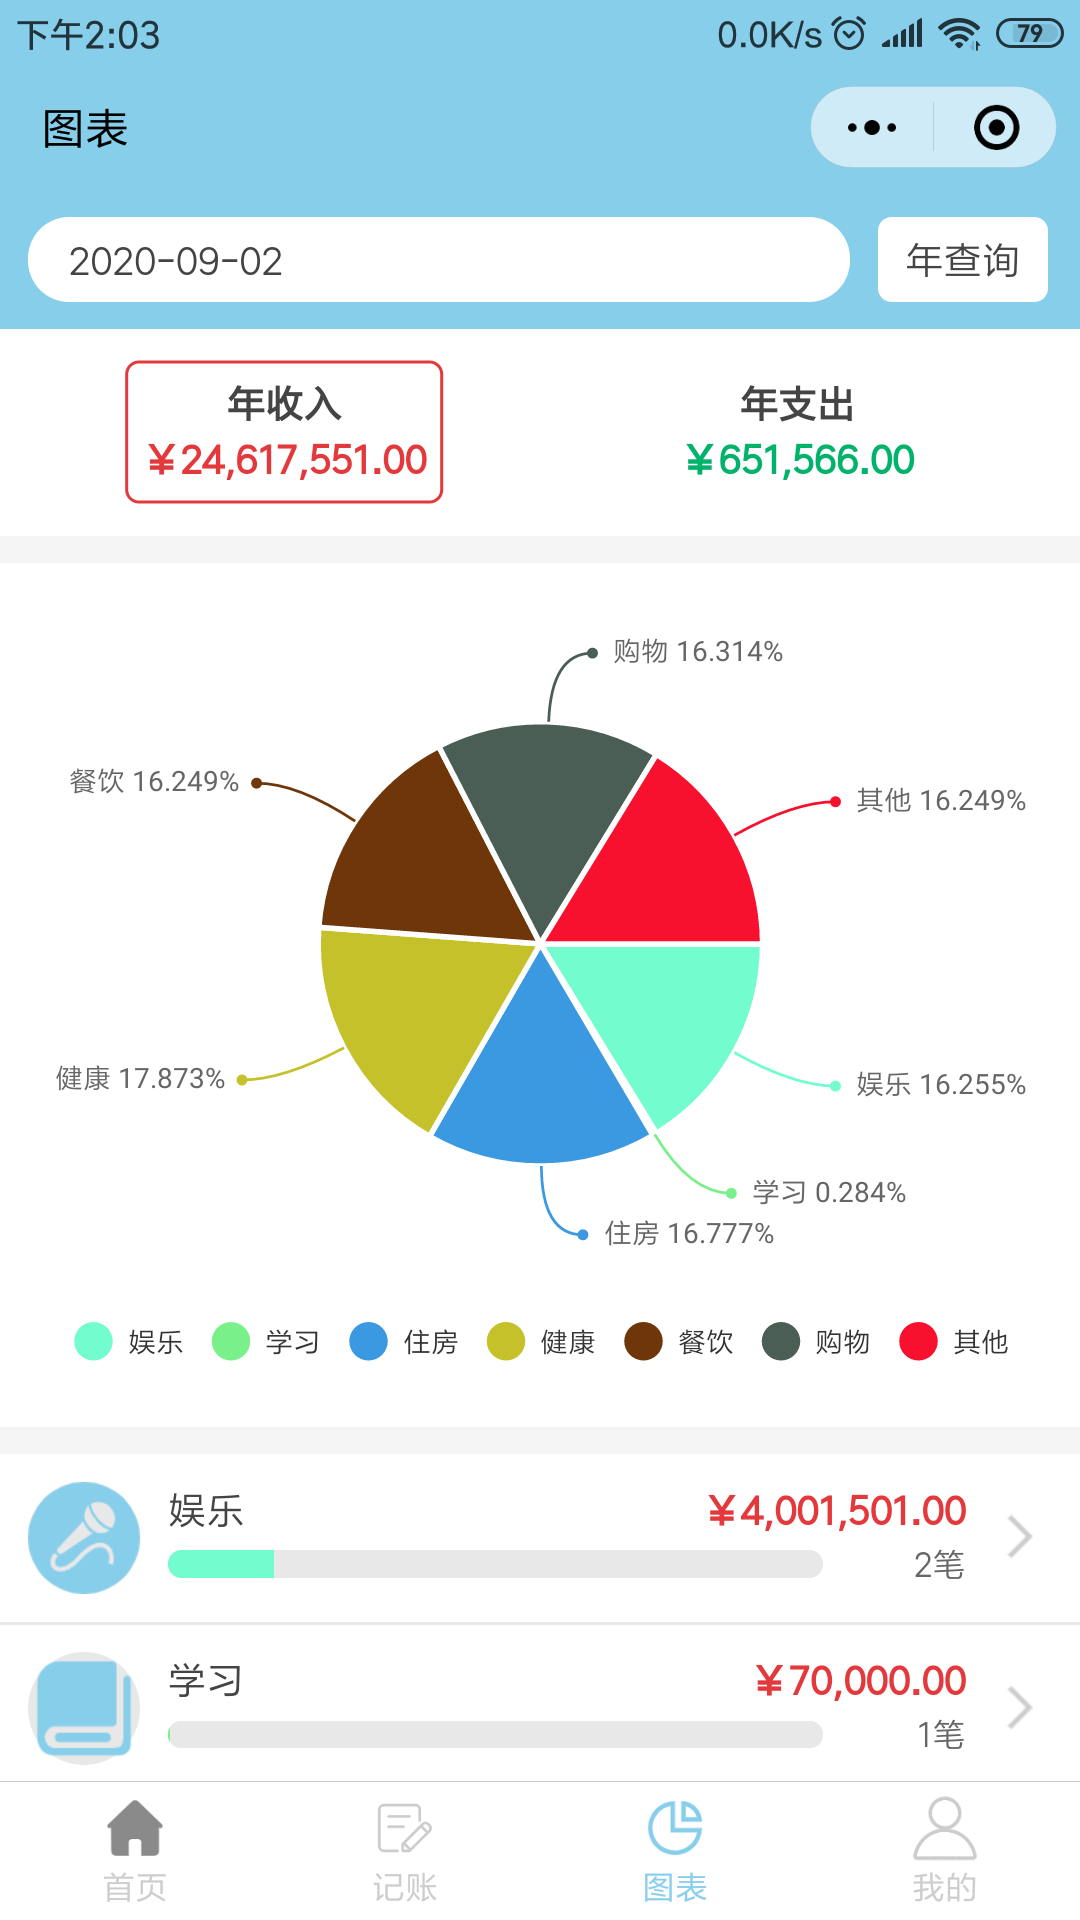 下午2:03 0.0K/s 79
图表
2020-09-02 年查询
年收入 年支出
¥24,617,551.00 ¥651,566.00
购物 16.314%
餐饮 16.249%
其他 16.249%
健康 17.873%
娱乐 16.255%
学习 0.284%
住房 16.777%
娱乐 学习 住房 健康 餐饮 购物 其他
娱乐 ¥4,001,501.00
2笔
学习 ¥70,000.00
1笔
首页 记账 图表 我的